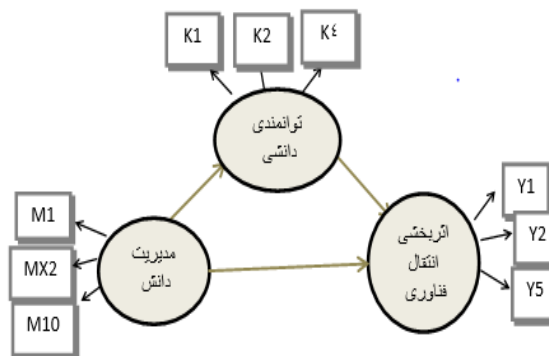 K1
K2
K٤
توانمندی
دانشی
Y1
Y2
Y5
اثربخشی
انتقال
فناوری
M1
MX2
M10
مدیریت
دانش